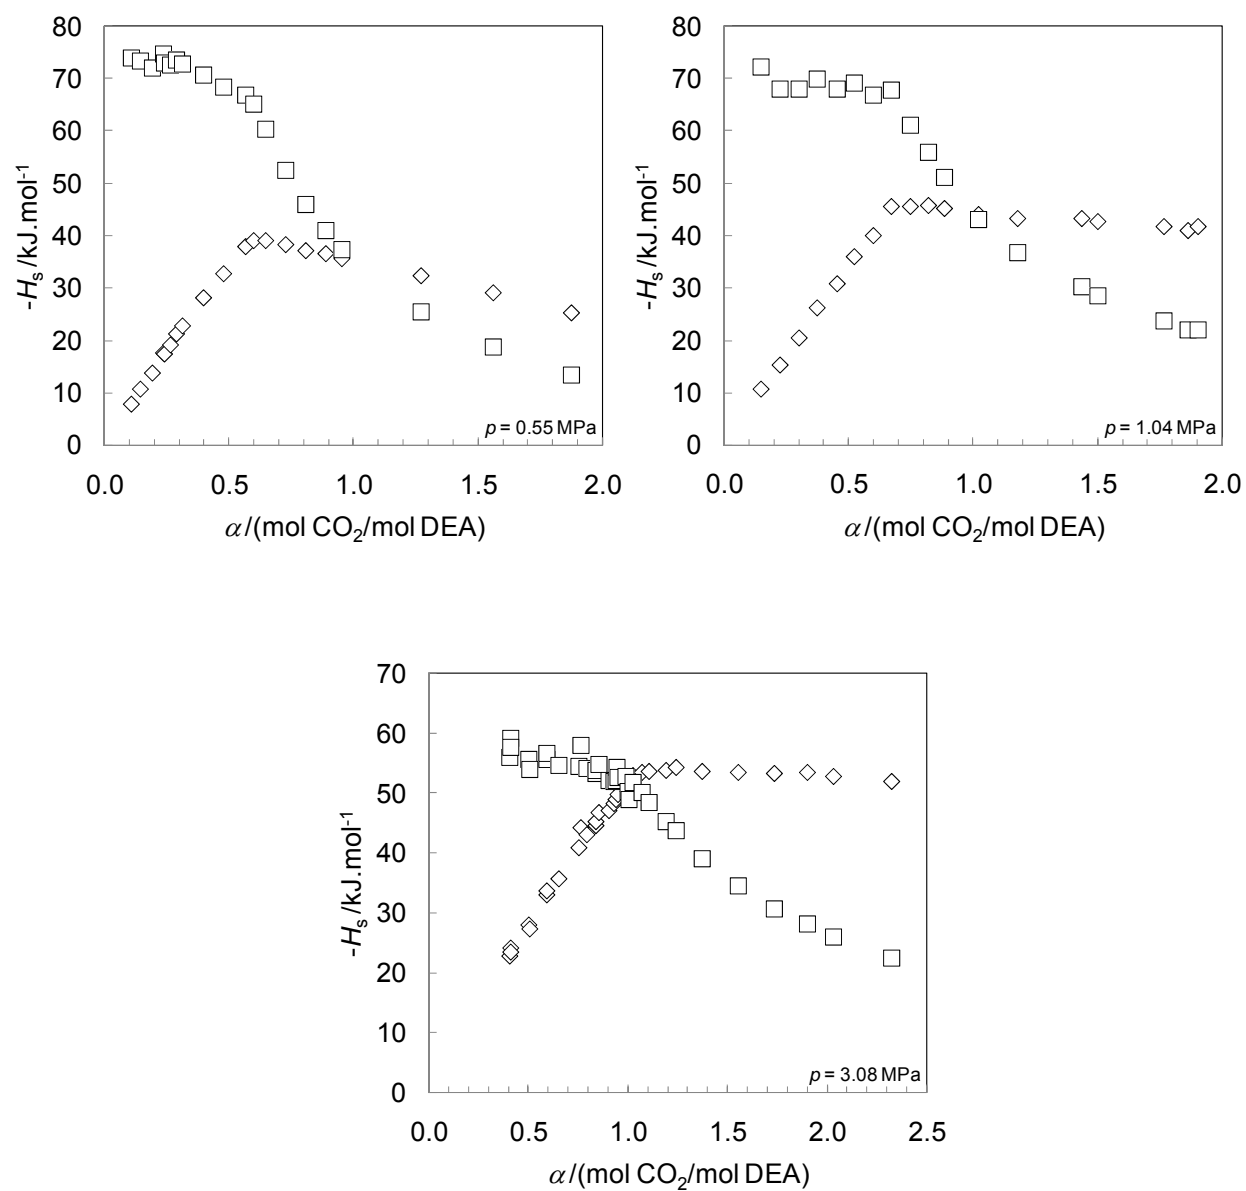 80
70
60
50
40
30
20
10
0
-Hs /kJ.mol-1
p = 0.55 MPa
0.0 0.5 1.0 1.5 2.0
α/(mol CO2/mol DEA)
80
70
60
50
40
30
20
10
0
-Hs /kJ.mol-1
p = 1.04 MPa
0.0 0.5 1.0 1.5 2.0
α/(mol CO2/mol DEA)
70
60
50
40
30
20
10
0
-Hs /kJ.mol-1
p = 3.08 MPa
0.0 0.5 1.0 1.5 2.0 2.5
α/(mol CO2/mol DEA)